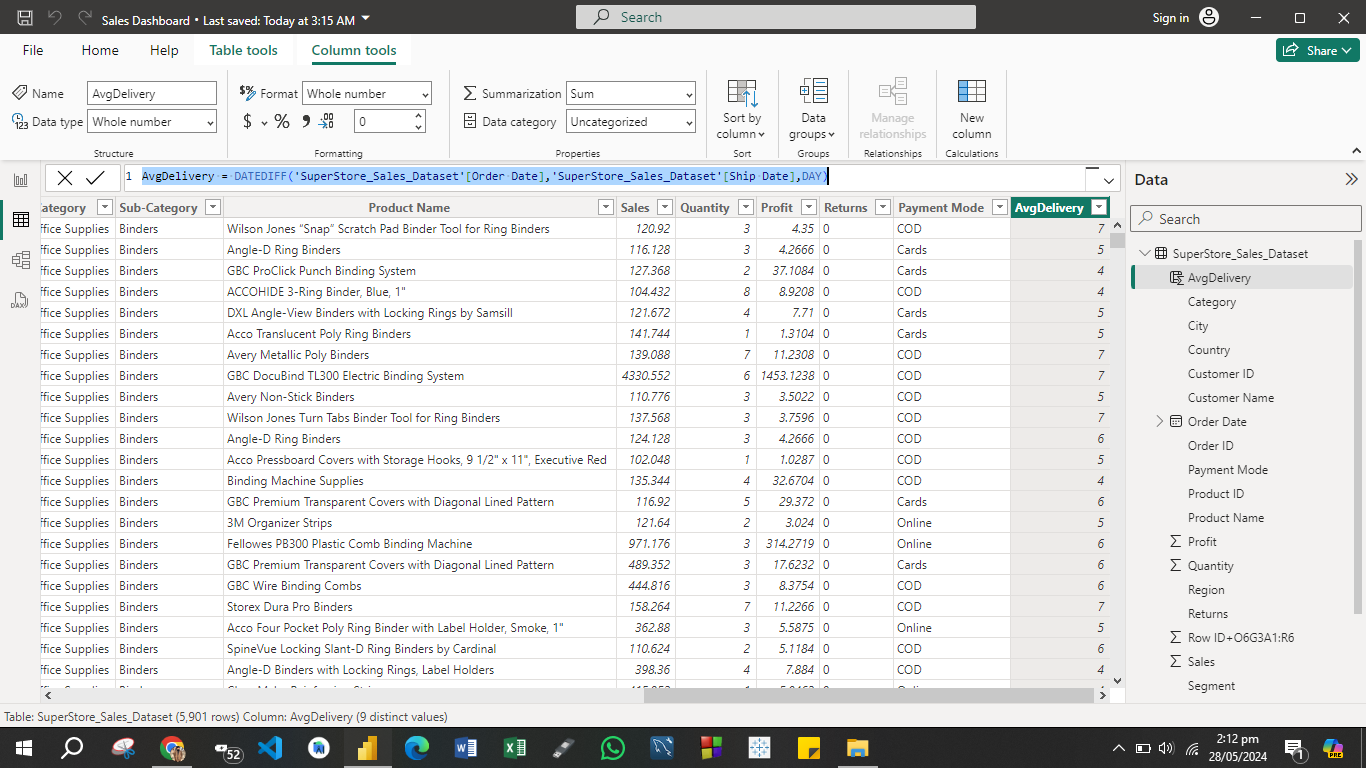 Sales Dashboard • Last saved: Today at 3:15 AM
Search
Sign in
File Home Help Table tools Column tools
Share
Name AvgDelivery
Data type Whole number
Structure
Format Whole number
$ % 0
Formatting
Summarization Sum
Data category Uncategorized
Properties
Sort by column
Sort
Data groups
Groups
Manage relationships
Relationships
New column
Calculations
1 AvgDelivery = DATEDIFF('SuperStore_Sales_Dataset'[Order Date],'SuperStore_Sales_Dataset'[Ship Date],DAY)
ategory Sub-Category Product Name Sales Quantity Profit Returns Payment Mode AvgDelivery
ffice Supplies Binders Wilson Jones “Snap” Scratch Pad Binder Tool for Ring Binders 120.92 3 4.35 0 COD 7
ffice Supplies Binders Angle-D Ring Binders 116.128 3 4.2666 0 Cards 5
ffice Supplies Binders GBC ProClick Punch Binding System 127.368 2 37.1084 0 Cards 4
ffice Supplies Binders ACCOHIDE 3-Ring Binder, Blue, 1" 104.432 8 8.9208 0 COD 4
ffice Supplies Binders DXL Angle-View Binders with Locking Rings by Samsill 121.672 4 7.71 0 Cards 5
ffice Supplies Binders Acco Translucent Poly Ring Binders 141.744 1 1.3104 0 Cards 5
ffice Supplies Binders Avery Metallic Poly Binders 139.088 7 11.2308 0 COD 7
ffice Supplies Binders GBC DocuBind TL300 Electric Binding System 4330.552 6 1453.1238 0 COD 7
ffice Supplies Binders Avery Non-Stick Binders 110.776 3 3.5022 0 COD 5
ffice Supplies Binders Wilson Jones Turn Tabs Binder Tool for Ring Binders 137.568 3 3.7596 0 COD 7
ffice Supplies Binders Angle-D Ring Binders 124.128 3 4.2666 0 COD 6
ffice Supplies Binders Acco Pressboard Covers with Storage Hooks, 9 1/2" x 11", Executive Red 102.048 1 1.0287 0 COD 5
ffice Supplies Binders Binding Machine Supplies 135.344 4 32.6704 0 COD 4
ffice Supplies Binders GBC Premium Transparent Covers with Diagonal Lined Pattern 116.92 5 29.372 0 Cards 6
ffice Supplies Binders 3M Organizer Strips 121.64 2 3.024 0 Online 5
ffice Supplies Binders Fellowes PB300 Plastic Comb Binding Machine 971.176 3 314.2719 0 Online 6
ffice Supplies Binders GBC Premium Transparent Covers with Diagonal Lined Pattern 489.352 3 17.6232 0 Cards 6
ffice Supplies Binders GBC Wire Binding Combs 444.816 3 8.3754 0 COD 6
ffice Supplies Binders Storex Dura Pro Binders 158.264 7 11.2266 0 COD 7
ffice Supplies Binders Acco Four Pocket Poly Ring Binder with Label Holder, Smoke, 1" 362.88 3 5.5875 0 Online 5
ffice Supplies Binders SpineVue Locking Slant-D Ring Binders by Cardinal 110.624 2 5.1184 0 COD 6
ffice Supplies Binders Angle-D Binders with Locking Rings, Label Holders 398.36 4 7.884 0 COD 4
Data
Search
SuperStore_Sales_Dataset
AvgDelivery
Category
City
Country
Customer ID
Customer Name
Order Date
Order ID
Payment Mode
Product ID
Product Name
Profit
Quantity
Region
Returns
Row ID+O6G3A1:R6
Sales
Segment
Table: SuperStore_Sales_Dataset (5,901 rows) Column: AvgDelivery (9 distinct values)
52
2:12 pm
28/05/2024
1
PRE